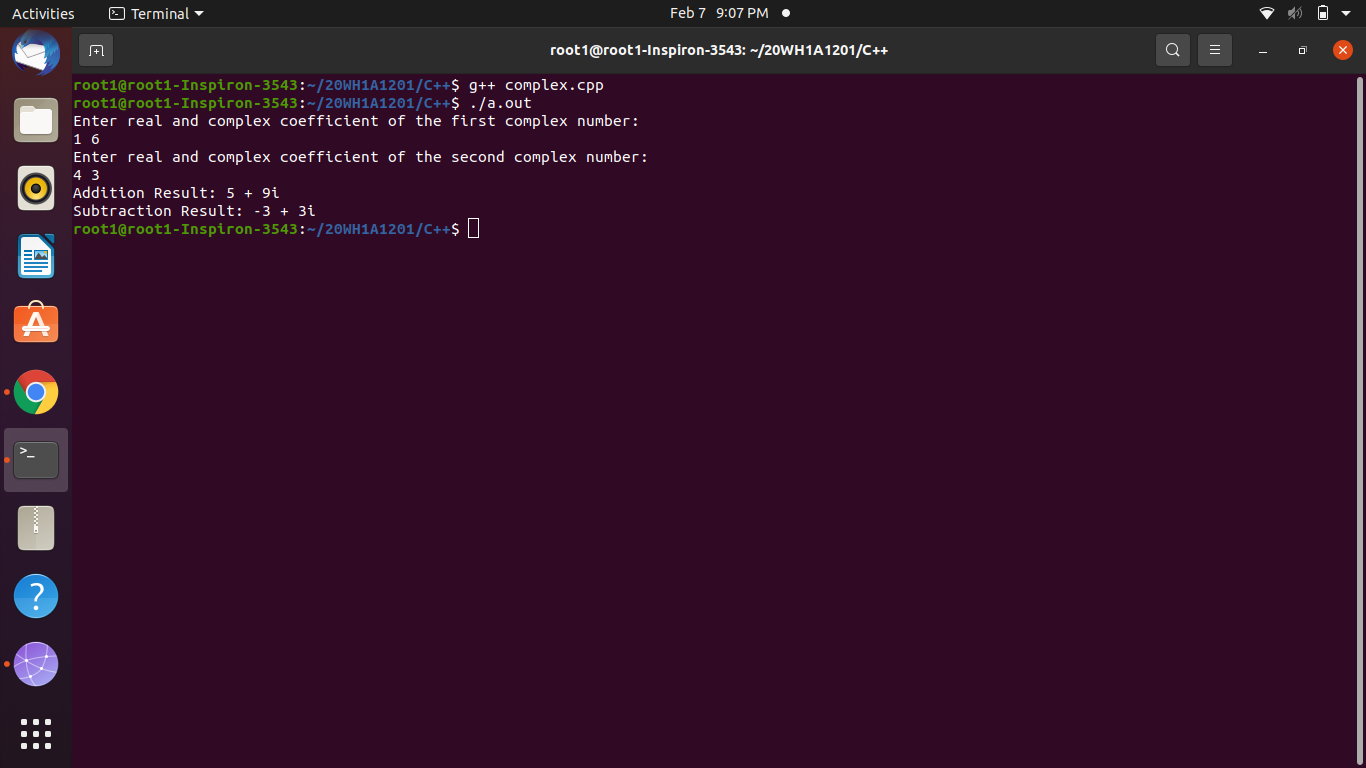 Activities Terminal Feb 7 9:07 PM
root1@root1-Inspiron-3543: ~/20WH1A1201/C++
root1@root1-Inspiron-3543:~/20WH1A1201/C++$ g++ complex.cpp
root1@root1-Inspiron-3543:~/20WH1A1201/C++$ ./a.out
Enter real and complex coefficient of the first complex number:
1 6
Enter real and complex coefficient of the second complex number:
4 3
Addition Result: 5 + 9i
Subtraction Result: -3 + 3i
root1@root1-Inspiron-3543:~/20WH1A1201/C++$